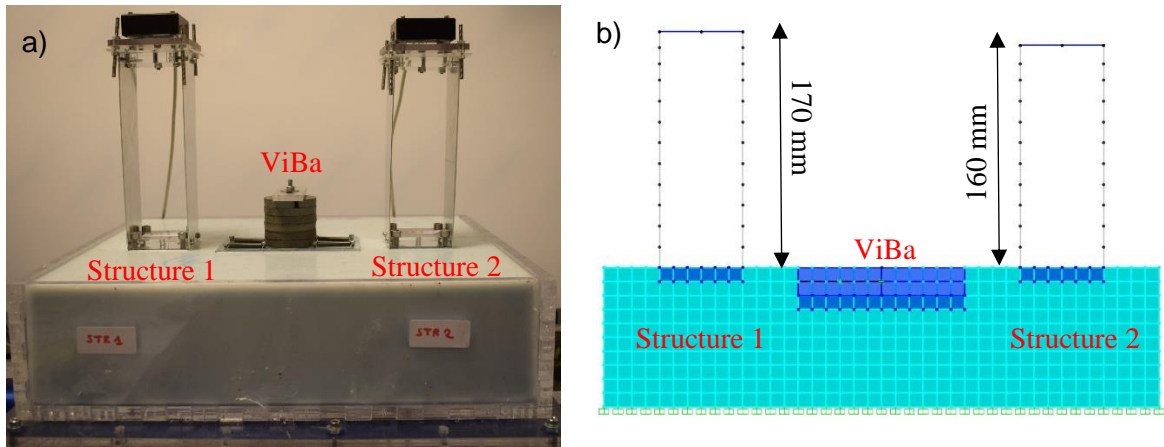 a)
ViBa
Structure 1
Structure 2
STR 1
STR 2
b)
170 mm
160 mm
ViBa
Structure 1
Structure 2